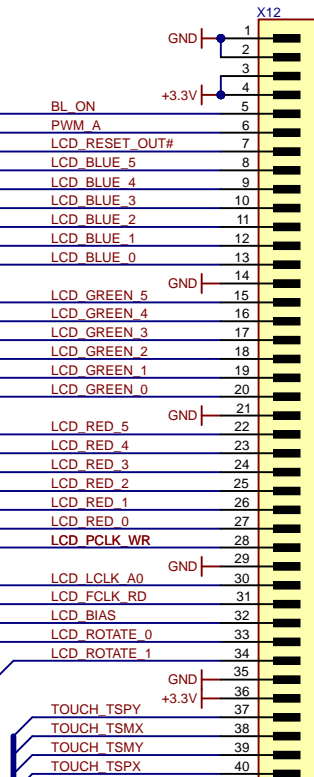 X12
GND 1
2
3
+3.3V 4
BL_ON 5
PWM_A 6
LCD_RESET_OUT# 7
LCD_BLUE_5 8
LCD_BLUE_4 9
LCD_BLUE_3 10
LCD_BLUE_2 11
LCD_BLUE_1 12
LCD_BLUE_0 13
GND 14
LCD_GREEN_5 15
LCD_GREEN_4 16
LCD_GREEN_3 17
LCD_GREEN_2 18
LCD_GREEN_1 19
LCD_GREEN_0 20
GND 21
LCD_RED_5 22
LCD_RED_4 23
LCD_RED_3 24
LCD_RED_2 25
LCD_RED_1 26
LCD_RED_0 27
LCD_PCLK_WR 28
GND 29
LCD_LCLK_A0 30
LCD_FCLK_RD 31
LCD_BIAS 32
LCD_ROTATE_0 33
LCD_ROTATE_1 34
GND 35
+3.3V 36
TOUCH_TSPY 37
TOUCH_TSMX 38
TOUCH_TSMY 39
TOUCH_TSPX 40